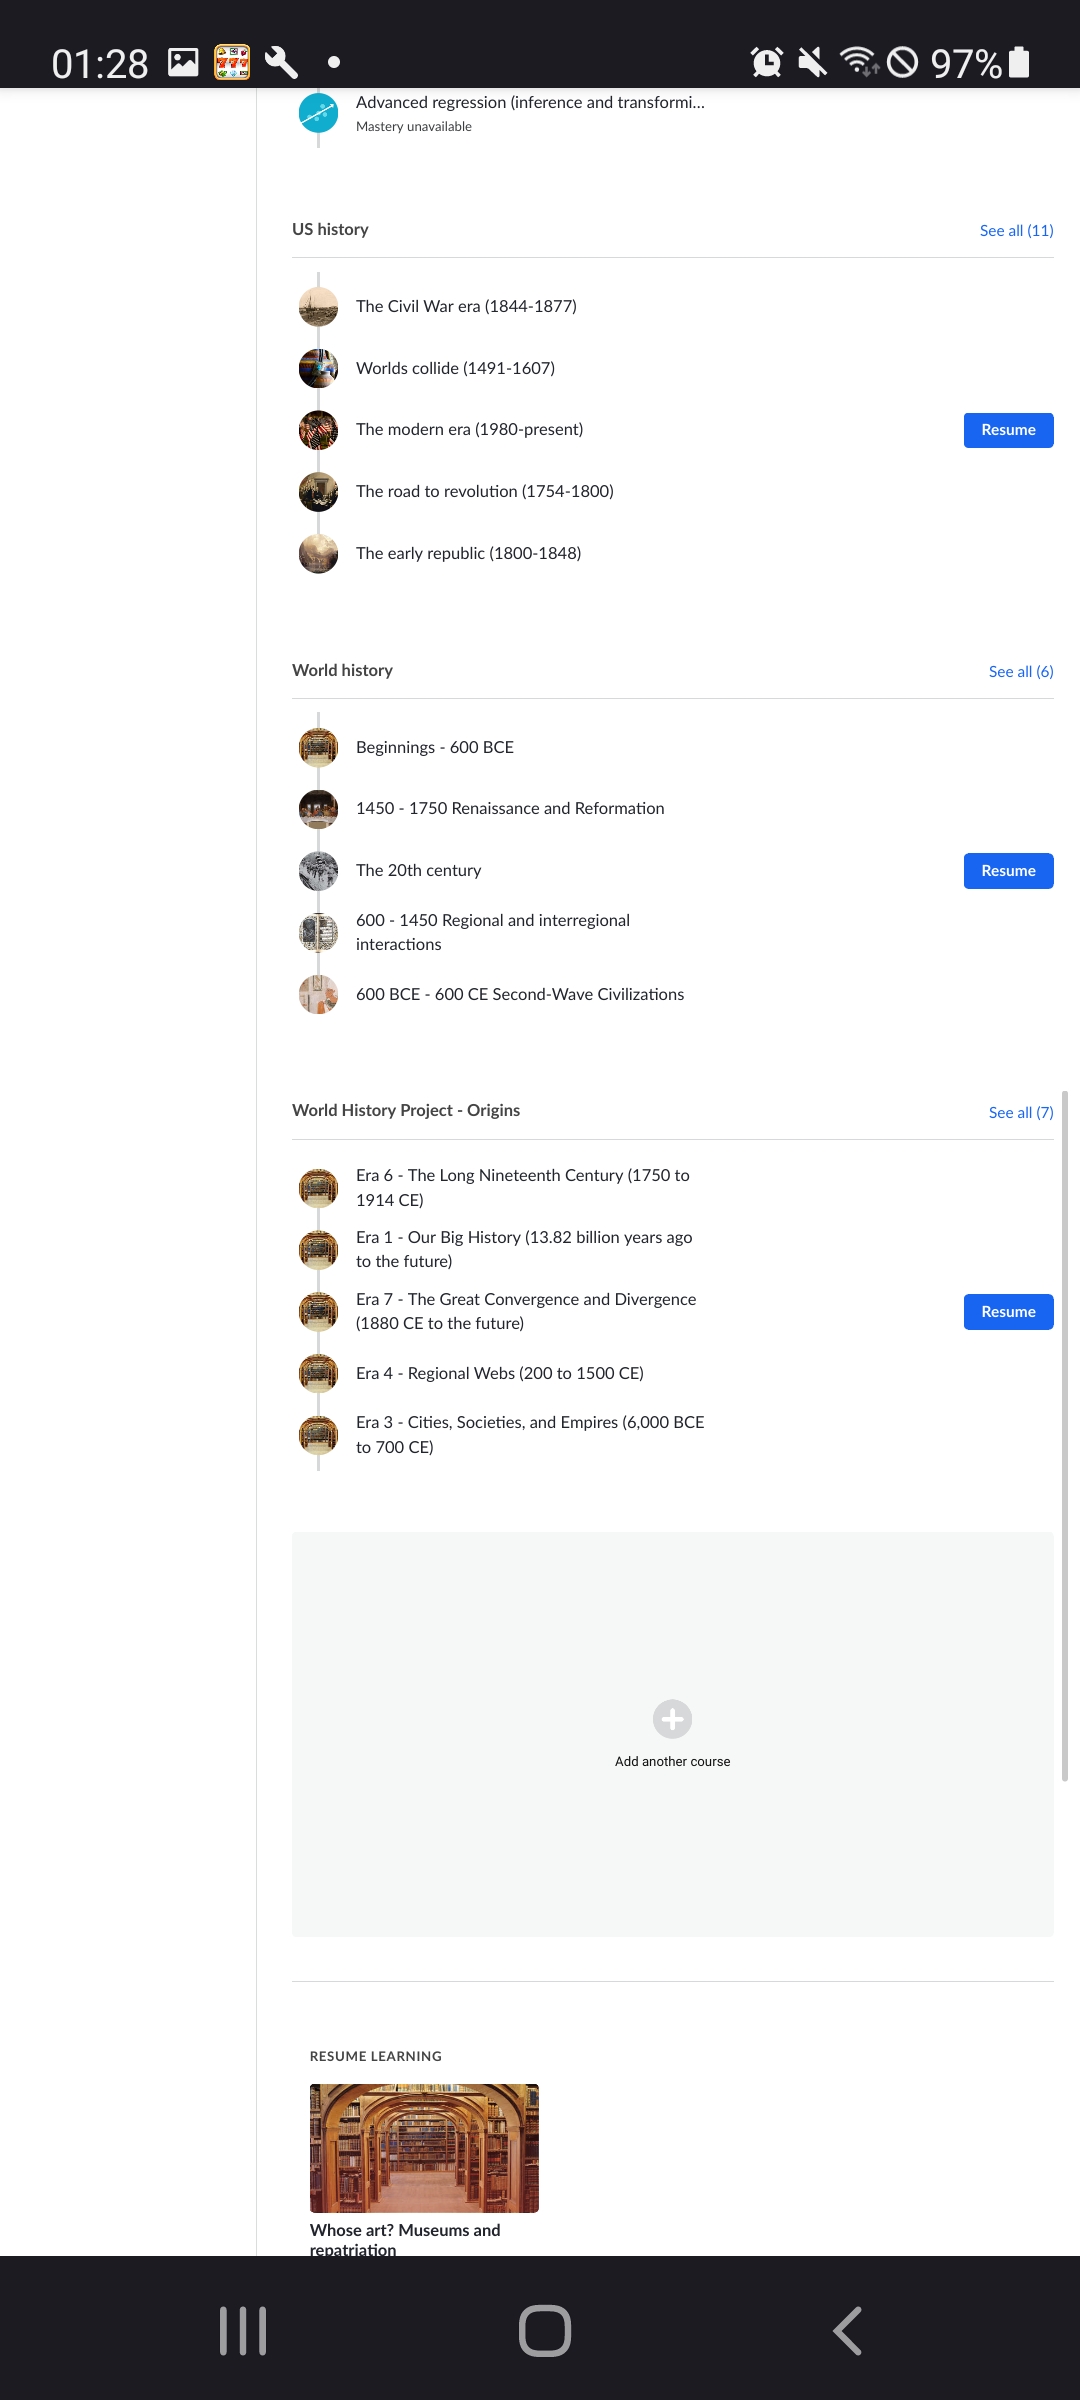 01:28
97%
Advanced regression (inference and transformi...
Mastery unavailable
US history
See all (11)
The Civil War era (1844-1877)
Worlds collide (1491-1607)
The modern era (1980-present)
Resume
The road to revolution (1754-1800)
The early republic (1800-1848)
World history
See all (6)
Beginnings - 600 BCE
1450 - 1750 Renaissance and Reformation
The 20th century
Resume
600 - 1450 Regional and interregional
interactions
600 BCE - 600 CE Second-Wave Civilizations
World History Project - Origins
See all (7)
Era 6 - The Long Nineteenth Century (1750 to
1914 CE)
Era 1 - Our Big History (13.82 billion years ago
to the future)
Era 7 - The Great Convergence and Divergence
(1880 CE to the future)
Resume
Era 4 - Regional Webs (200 to 1500 CE)
Era 3 - Cities, Societies, and Empires (6,000 BCE
to 700 CE)
Add another course
RESUME LEARNING
Whose art? Museums and
repatriation